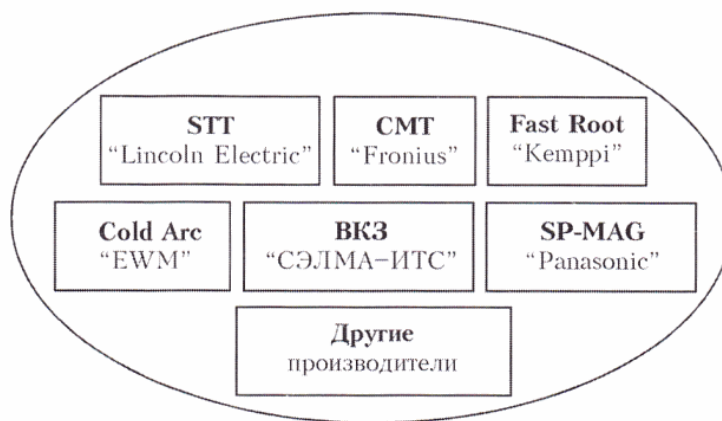 STT
“Lincoln Electric”
CMT
“Fronius”
Fast Root
“Kemppi”
Cold Arc
“EWM”
ВКЗ
“СЭЛМА−ИТС”
SP-MAG
“Panasonic”
Другие
производители